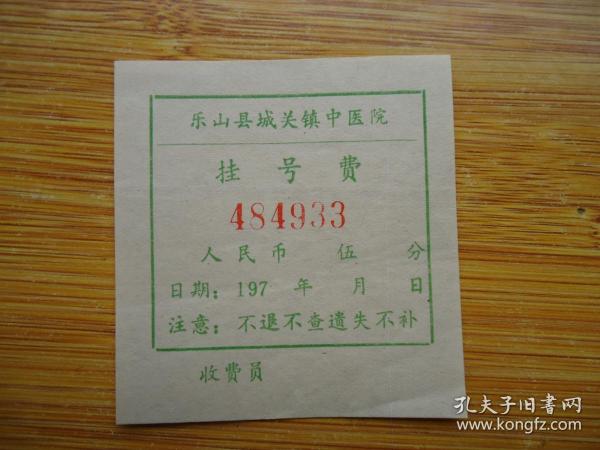 乐山县城关镇中医院
挂号费
484933
人民币 伍 分
日期：197 年 月 日
注意：不退不查遗失不补
收费员
孔夫子旧书网
www.kongfz.com